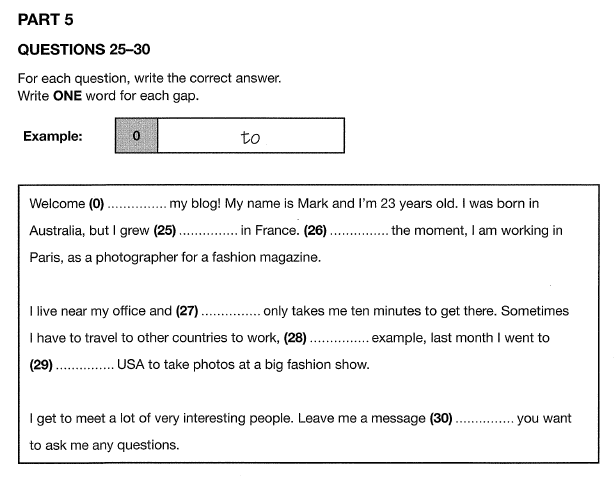 PART 5
QUESTIONS 25–30
For each question, write the correct answer.
Write ONE word for each gap.
Example: 0 to
Welcome (0) ............... my blog! My name is Mark and I'm 23 years old. I was born in
Australia, but I grew (25) ............... in France. (26) ............... the moment, I am working in
Paris, as a photographer for a fashion magazine.
I live near my office and (27) ............... only takes me ten minutes to get there. Sometimes
I have to travel to other countries to work, (28) ............... example, last month I went to
(29) ............... USA to take photos at a big fashion show.
I get to meet a lot of very interesting people. Leave me a message (30) ............... you want
to ask me any questions.